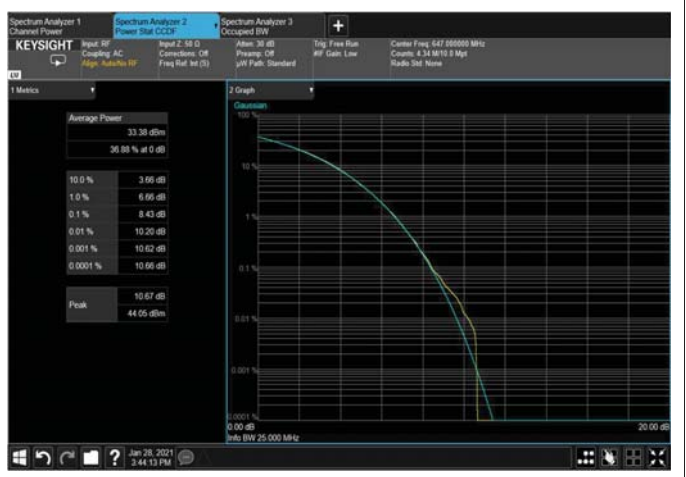 Spectrum Analyzer 1
Channel Power
Spectrum Analyzer 2
Power Stat CCDF
Spectrum Analyzer 3
Occupied BW
KEYSIGHT
Input: RF
Coupling: AC
Align: Auto/No RF
Input Z: 50 Ω
Corrections: Off
Freq Ref: Int (S)
Atten: 30 dB
Preamp: Off
µW Path: Standard
Trig: Free Run
#IF Gain: Low
Center Freq: 647.000000 MHz
Counts: 4.34 M/10.0 Mpt
Radio Std: None
LXI
1 Metrics
Average Power
33.38 dBm
36.88 % at 0 dB
10.0 % 3.66 dB
1.0 % 6.66 dB
0.1 % 8.43 dB
0.01 % 10.20 dB
0.001 % 10.62 dB
0.0001 % 10.66 dB
Peak
10.67 dB
44.05 dBm
2 Graph
Gaussian
100 %
10 %
1 %
0.1 %
0.01 %
0.001 %
0.0001 %
0.00 dB
20.00 dB
Info BW 25.000 MHz
Jan 28, 2021
3:44:13 PM